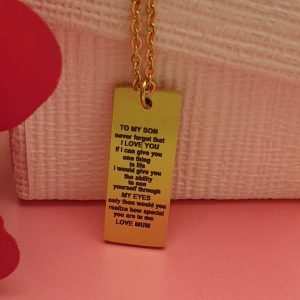 TO MY SON
never forget that
I LOVE YOU
if i can give you
one thing
in life
i would give you
the ability
to see
yourself through
MY EYES
only then would you
realize how special
you are to me
LOVE MUM